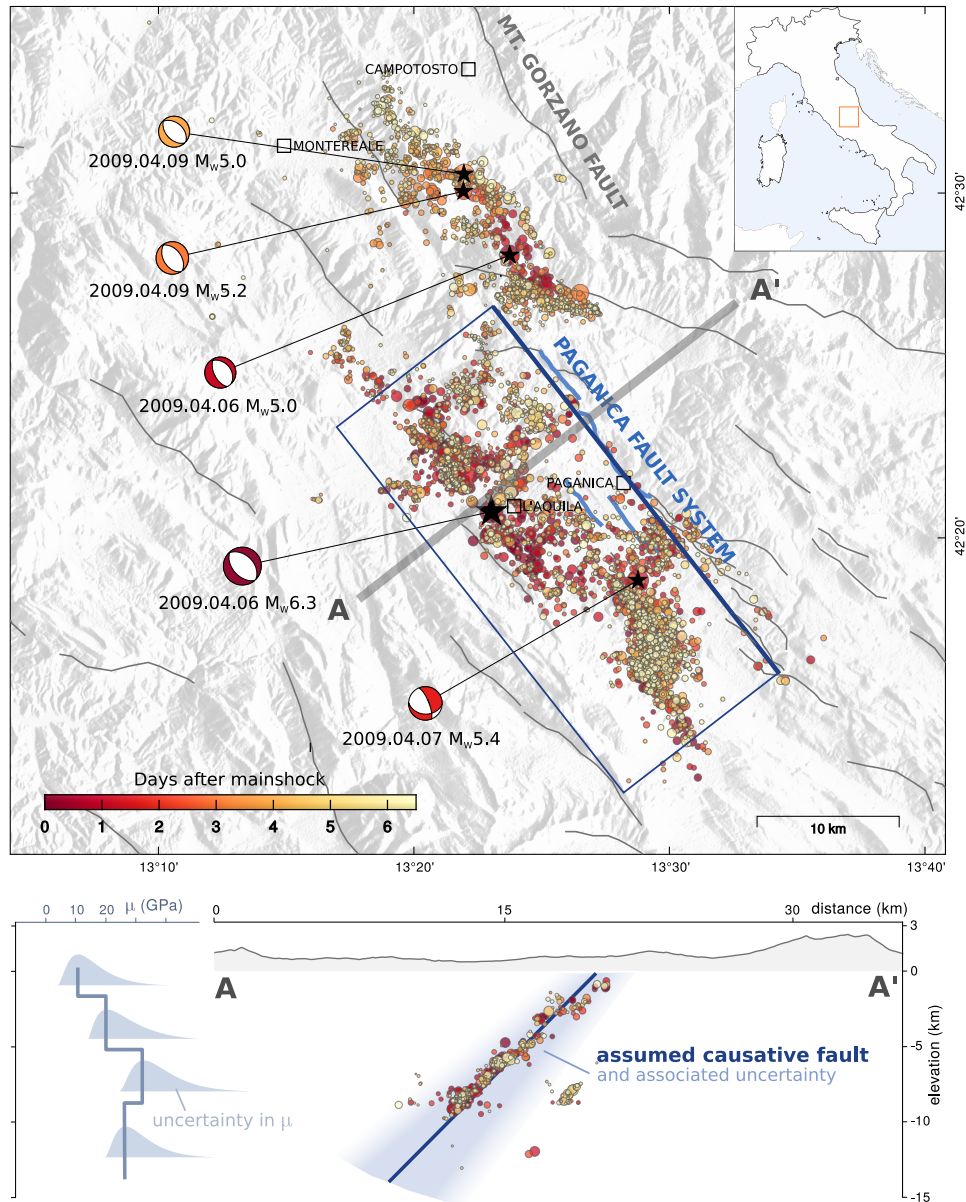 CAMPOTOSTO
MT. GORZANO FAULT
MONTEREALE
2009.04.09 Mw5.0
42°30'
2009.04.09 Mw5.2
A'
2009.04.06 Mw5.0
PAGANICA FAULT SYSTEM
PAGANICA
L'AQUILA
42°20'
2009.04.06 Mw6.3
A
2009.04.07 Mw5.4
Days after mainshock
0 1 2 3 4 5 6
10 km
13°10' 13°20' 13°30' 13°40'
μ (GPa)
0 10 20
0 15 30 distance (km)
3
A A'
0
assumed causative fault
and associated uncertainty
-5
elevation (km)
uncertainty in μ
-10
-15